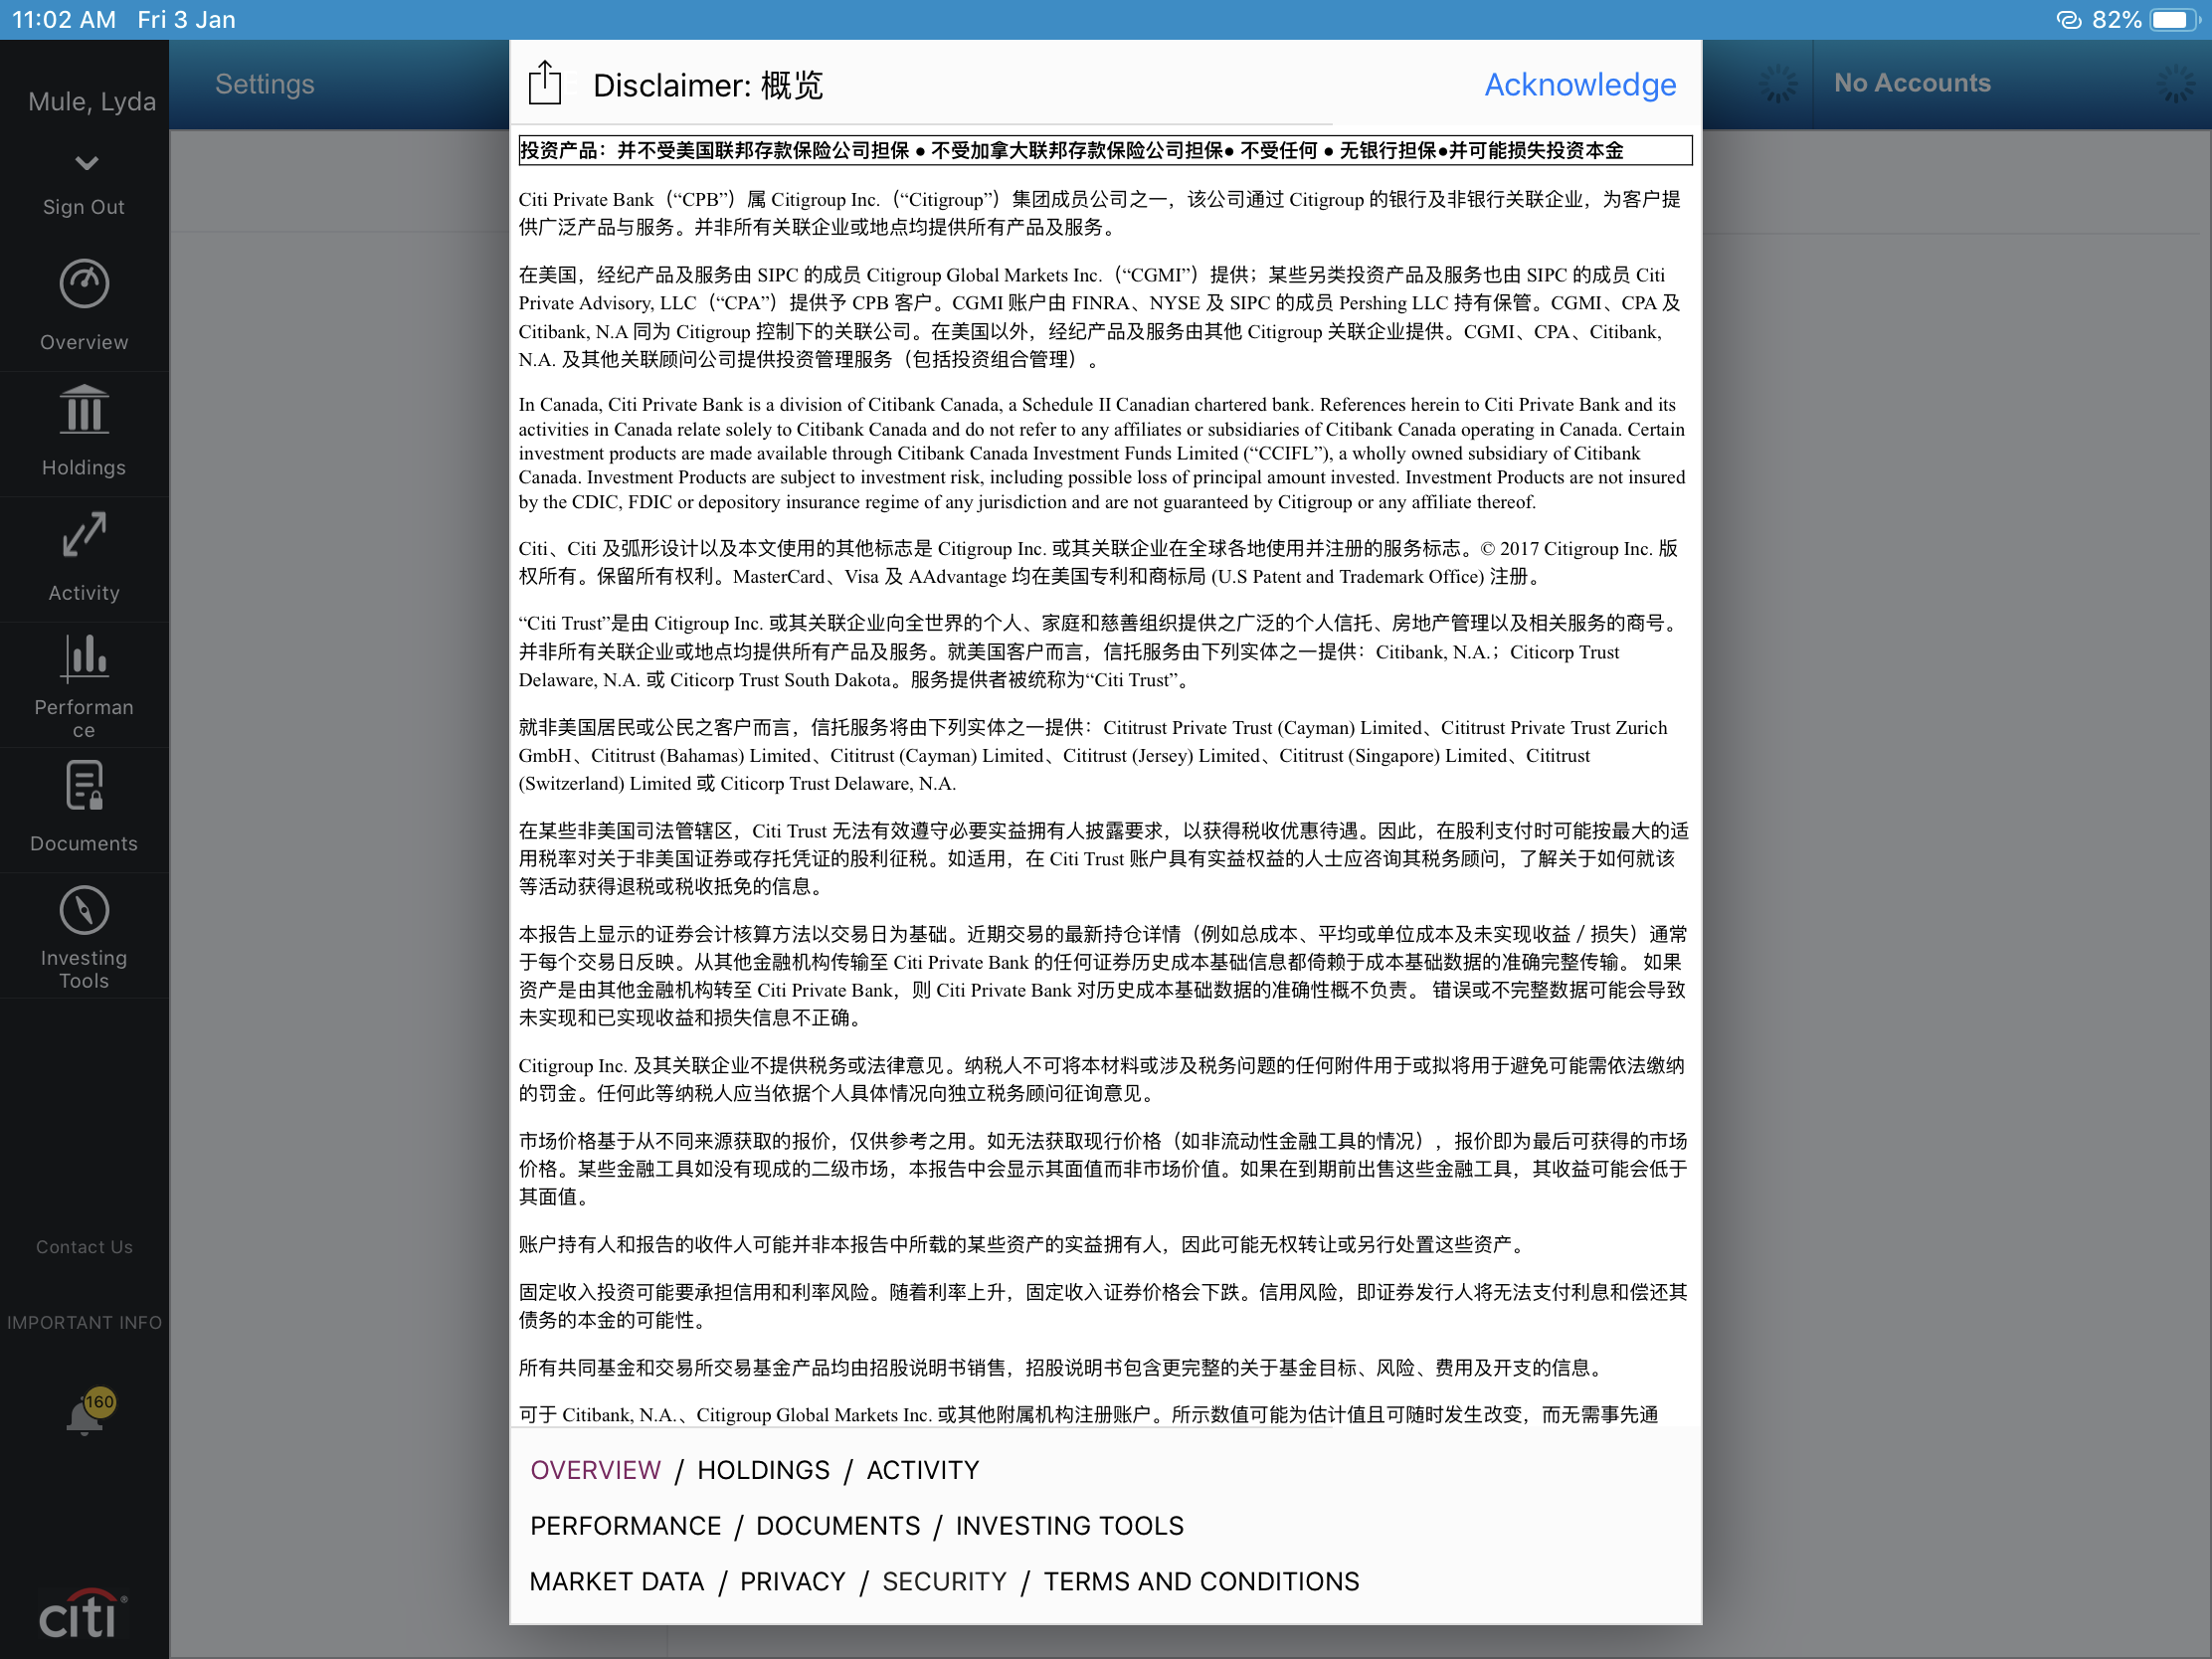 11:02 AM Fri 3 Jan
82%
Mule, Lyda
Sign Out
Overview
Holdings
Activity
Performan
ce
Documents
Investing
Tools
Contact Us
IMPORTANT INFO
160
citi
Settings
No Accounts
Disclaimer: 概览
Acknowledge
投资产品：并不受美国联邦存款保险公司担保 ● 不受加拿大联邦存款保险公司担保● 不受任何 ● 无银行担保●并可能损失投资本金
Citi Private Bank（“CPB”）属 Citigroup Inc.（“Citigroup”）集团成员公司之一，该公司通过 Citigroup 的银行及非银行关联企业，为客户提
供广泛产品与服务。并非所有关联企业或地点均提供所有产品及服务。
在美国，经纪产品及服务由 SIPC 的成员 Citigroup Global Markets Inc.（“CGMI”）提供；某些另类投资产品及服务也由 SIPC 的成员 Citi
Private Advisory, LLC（“CPA”）提供予 CPB 客户。CGMI 账户由 FINRA、NYSE 及 SIPC 的成员 Pershing LLC 持有保管。CGMI、CPA 及
Citibank, N.A 同为 Citigroup 控制下的关联公司。在美国以外，经纪产品及服务由其他 Citigroup 关联企业提供。CGMI、CPA、Citibank,
N.A. 及其他关联顾问公司提供投资管理服务（包括投资组合管理）。
In Canada, Citi Private Bank is a division of Citibank Canada, a Schedule II Canadian chartered bank. References herein to Citi Private Bank and its
activities in Canada relate solely to Citibank Canada and do not refer to any affiliates or subsidiaries of Citibank Canada operating in Canada. Certain
investment products are made available through Citibank Canada Investment Funds Limited (“CCIFL”), a wholly owned subsidiary of Citibank
Canada. Investment Products are subject to investment risk, including possible loss of principal amount invested. Investment Products are not insured
by the CDIC, FDIC or depository insurance regime of any jurisdiction and are not guaranteed by Citigroup or any affiliate thereof.
Citi、Citi 及弧形设计以及本文使用的其他标志是 Citigroup Inc. 或其关联企业在全球各地使用并注册的服务标志。© 2017 Citigroup Inc. 版
权所有。保留所有权利。MasterCard、Visa 及 AAdvantage 均在美国专利和商标局 (U.S Patent and Trademark Office) 注册。
“Citi Trust”是由 Citigroup Inc. 或其关联企业向全世界的个人、家庭和慈善组织提供之广泛的个人信托、房地产管理以及相关服务的商号。
并非所有关联企业或地点均提供所有产品及服务。就美国客户而言，信托服务由下列实体之一提供：Citibank, N.A.；Citicorp Trust
Delaware, N.A. 或 Citicorp Trust South Dakota。服务提供者被统称为“Citi Trust”。
就非美国居民或公民之客户而言，信托服务将由下列实体之一提供：Cititrust Private Trust (Cayman) Limited、Cititrust Private Trust Zurich
GmbH、Cititrust (Bahamas) Limited、Cititrust (Cayman) Limited、Cititrust (Jersey) Limited、Cititrust (Singapore) Limited、Cititrust
(Switzerland) Limited 或 Citicorp Trust Delaware, N.A.
在某些非美国司法管辖区，Citi Trust 无法有效遵守必要实益拥有人披露要求，以获得税收优惠待遇。因此，在股利支付时可能按最大的适
用税率对关于非美国证券或存托凭证的股利征税。如适用，在 Citi Trust 账户具有实益权益的人士应咨询其税务顾问，了解关于如何就该
等活动获得退税或税收抵免的信息。
本报告上显示的证券会计核算方法以交易日为基础。近期交易的最新持仓详情（例如总成本、平均或单位成本及未实现收益 / 损失）通常
于每个交易日反映。从其他金融机构传输至 Citi Private Bank 的任何证券历史成本基础信息都倚赖于成本基础数据的准确完整传输。 如果
资产是由其他金融机构转至 Citi Private Bank，则 Citi Private Bank 对历史成本基础数据的准确性概不负责。 错误或不完整数据可能会导致
未实现和已实现收益和损失信息不正确。
Citigroup Inc. 及其关联企业不提供税务或法律意见。纳税人不可将本材料或涉及税务问题的任何附件用于或拟将用于避免可能需依法缴纳
的罚金。任何此等纳税人应当依据个人具体情况向独立税务顾问征询意见。
市场价格基于从不同来源获取的报价，仅供参考之用。如无法获取现行价格（如非流动性金融工具的情况），报价即为最后可获得的市场
价格。某些金融工具如没有现成的二级市场，本报告中会显示其面值而非市场价值。如果在到期前出售这些金融工具，其收益可能会低于
其面值。
账户持有人和报告的收件人可能并非本报告中所载的某些资产的实益拥有人，因此可能无权转让或另行处置这些资产。
固定收入投资可能要承担信用和利率风险。随着利率上升，固定收入证券价格会下跌。信用风险，即证券发行人将无法支付利息和偿还其
债务的本金的可能性。
所有共同基金和交易所交易基金产品均由招股说明书销售，招股说明书包含更完整的关于基金目标、风险、费用及开支的信息。
可于 Citibank, N.A.、Citigroup Global Markets Inc. 或其他附属机构注册账户。所示数值可能为估计值且可随时发生改变，而无需事先通
OVERVIEW / HOLDINGS / ACTIVITY
PERFORMANCE / DOCUMENTS / INVESTING TOOLS
MARKET DATA / PRIVACY / SECURITY / TERMS AND CONDITIONS